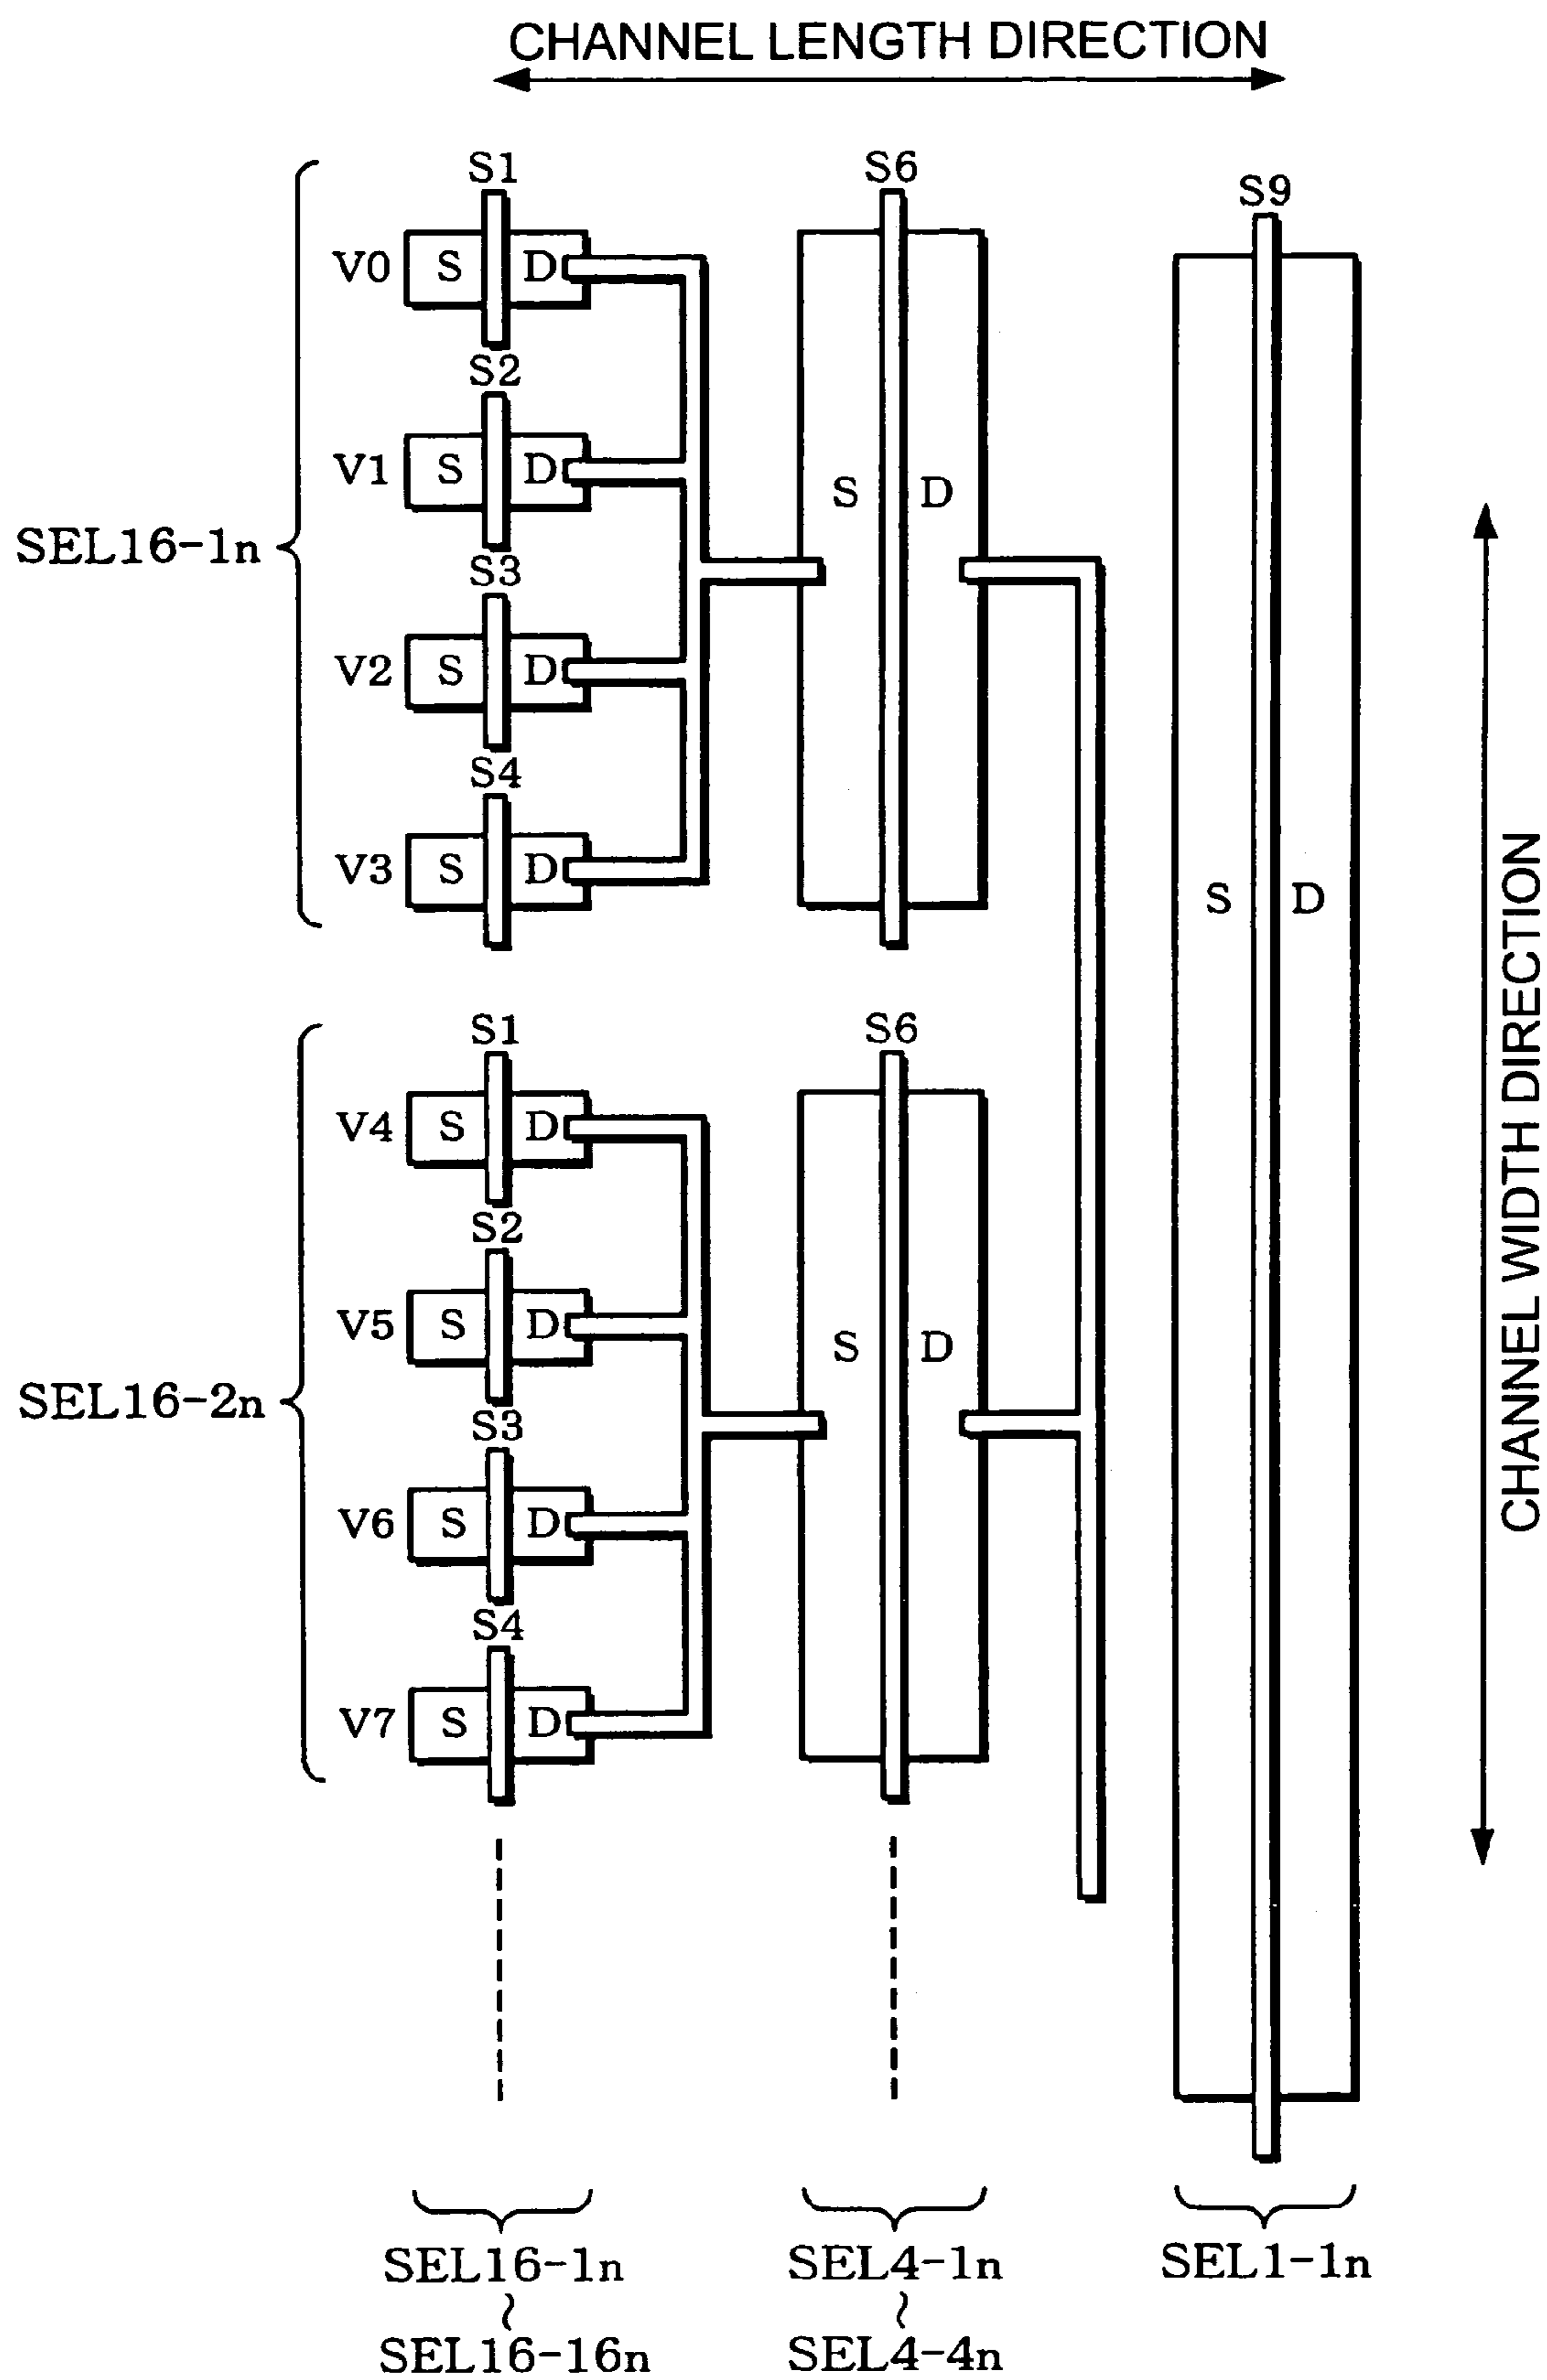 CHANNEL LENGTH DIRECTION
S1
S6
S9
V0 S D
S2
V1 S D
S D
SEL16-1n
S3
V2 S D
S4
V3 S D
S D
CHANNEL WIDTH DIRECTION
S1
S6
V4 S D
S2
V5 S D
S D
SEL16-2n
S3
V6 S D
S4
V7 S D
SEL16-1n
~
SEL16-16n
SEL4-1n
~
SEL4-4n
SEL1-1n